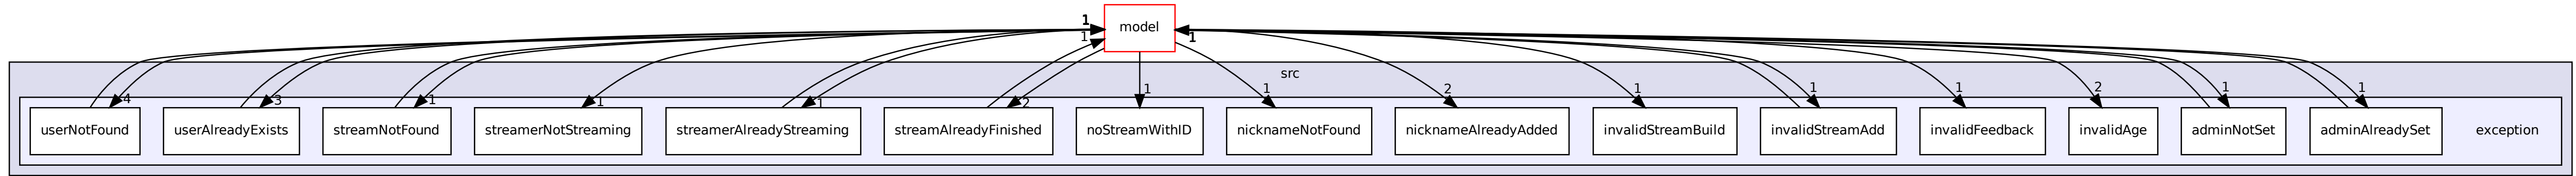 model
1
1
1
src
4
3
1
1
1
2
1
1
2
1
1
1
2
1
1
userNotFound
userAlreadyExists
streamNotFound
streamerNotStreaming
streamerAlreadyStreaming
streamAlreadyFinished
noStreamWithID
nicknameNotFound
nicknameAlreadyAdded
invalidStreamBuild
invalidStreamAdd
invalidFeedback
invalidAge
adminNotSet
adminAlreadySet
exception